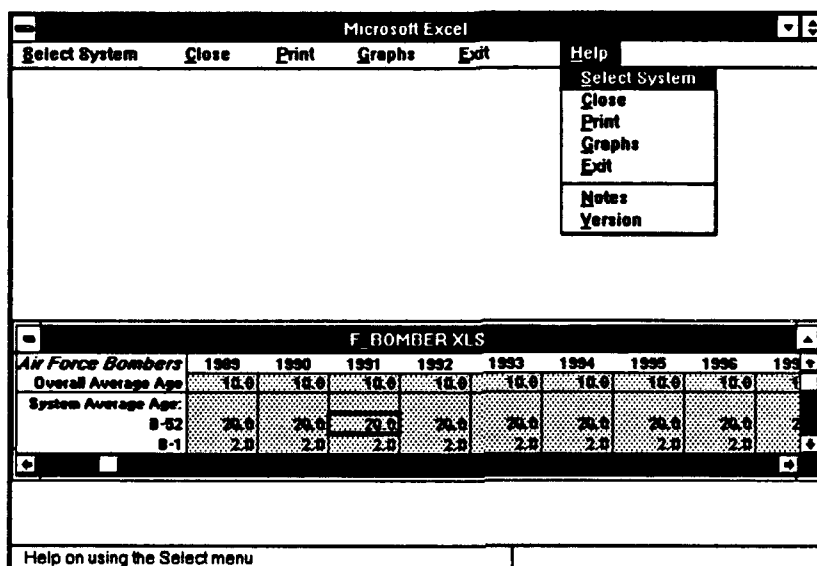 Microsoft Excel
Select System Close Print Graphs Exit Help
Select System
Close
Print
Graphs
Exit
Notes
Version
F_BOMBER.XLS
Air Force Bombers 1989 1990 1991 1992 1993 1994 1995 1996 199
Overall Average Age 10.0 10.0 10.0 10.0 10.0 10.0 10.0 10.0
System Average Age:
B-52 20.0 20.0 20.0 20.0 20.0 20.0 20.0 20.0 2
B-1 2.0 2.0 2.0 2.0 2.0 2.0 2.0 2.0
Help on using the Select menu